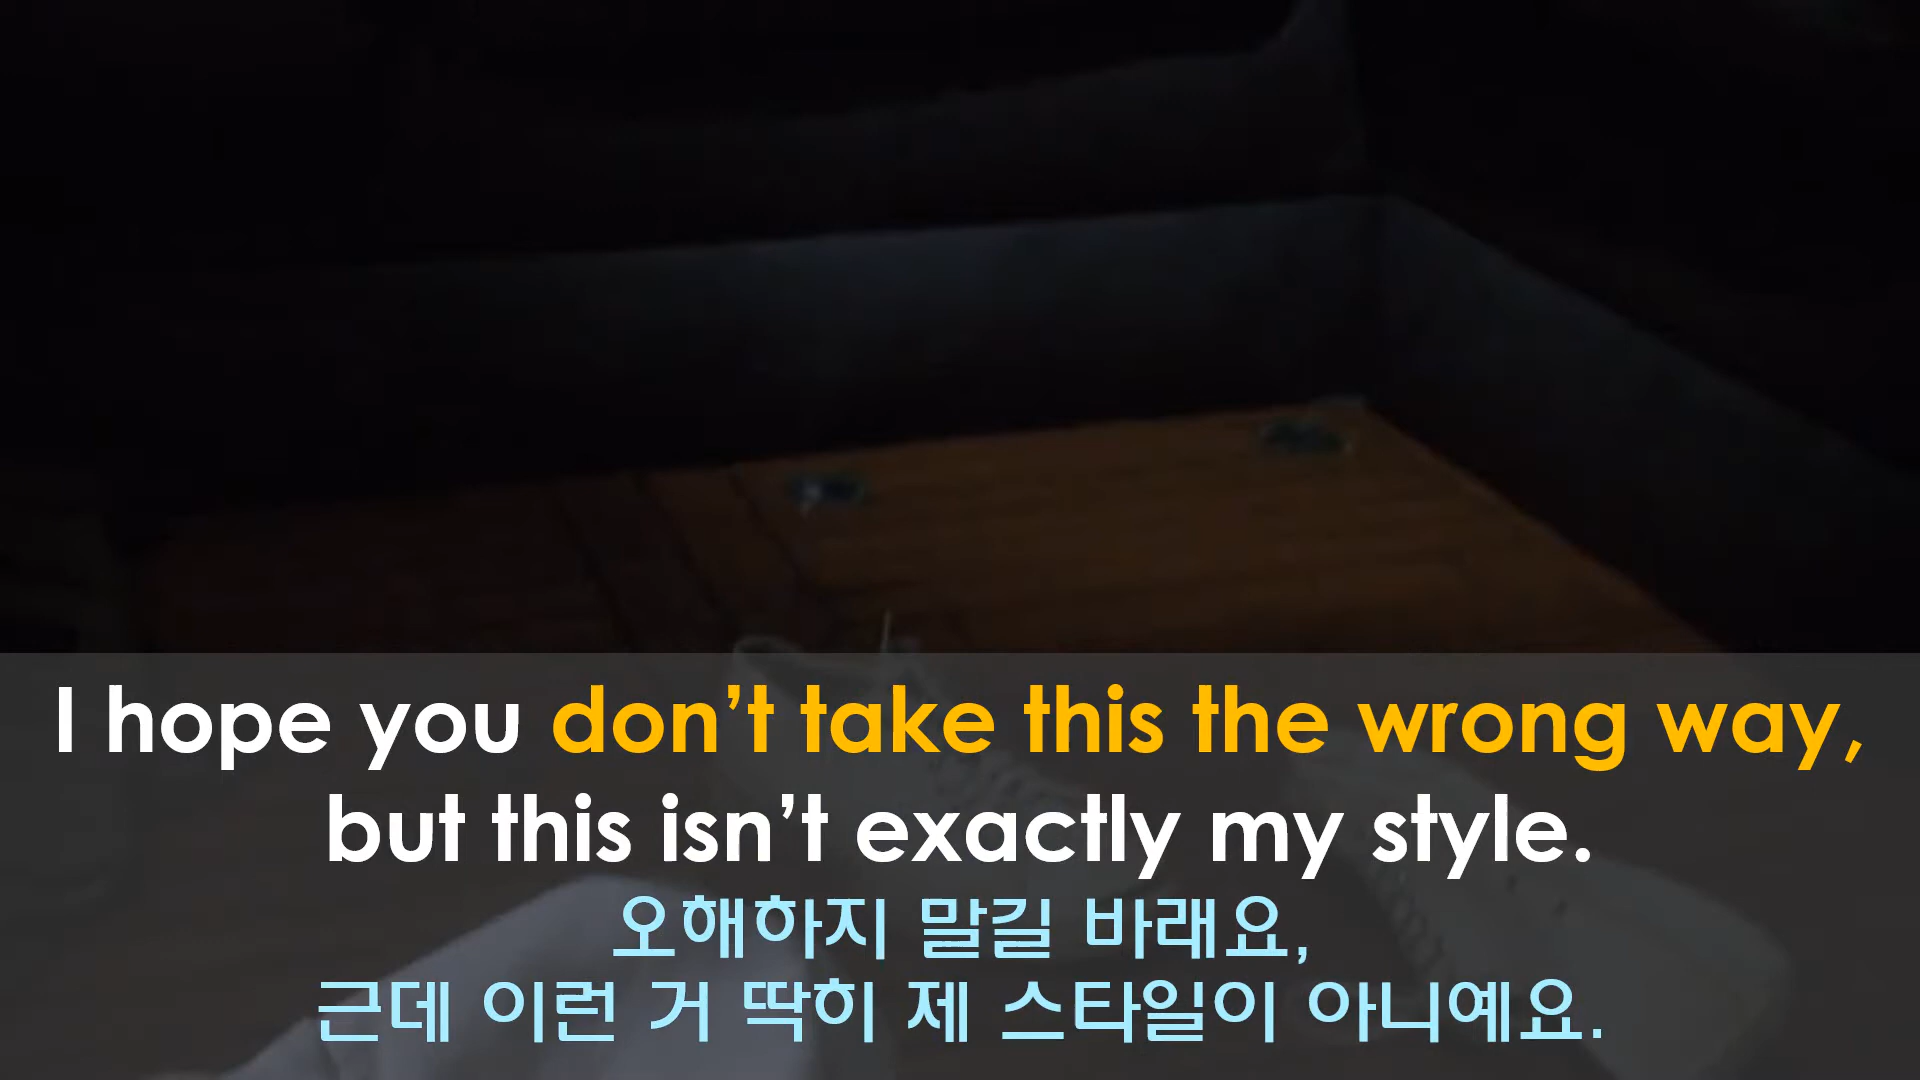 I hope you don’t take this the wrong way,
but this isn’t exactly my style.
오해하지 말길 바래요,
근데 이런 거 딱히 제 스타일이 아니예요.